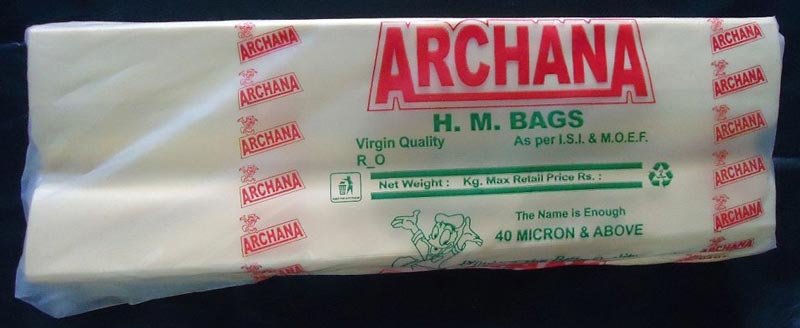 ARCHANA
H. M. BAGS
Virgin Quality As per I.S.I. & M.O.E.F.
R_O
Net Weight : Kg. Max Retail Price Rs. :
The Name is Enough
40 MICRON & ABOVE
ARCHANA
ARCHANA
ARCHANA
ARCHANA
ARCHANA
ARCHANA
ARCHANA
ARCHANA
ARCHANA
ARCHANA
ARCHANA